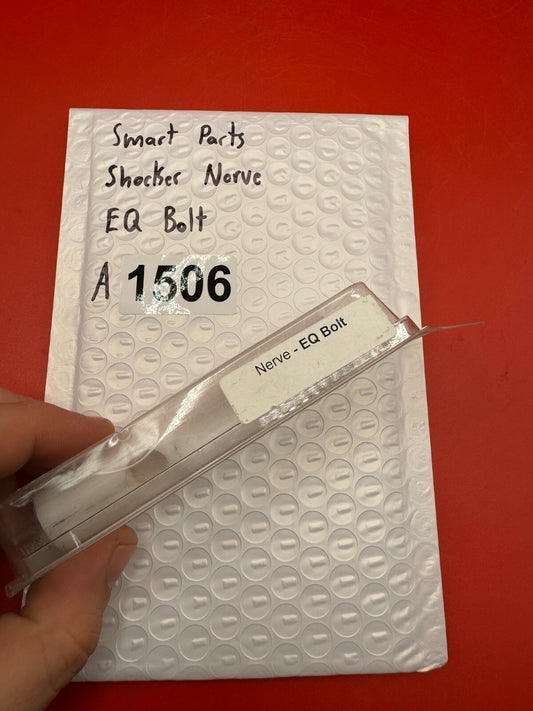 Smart Parts
Shocker Nerve
EQ Bolt
A 1506
Nerve - EQ Bolt